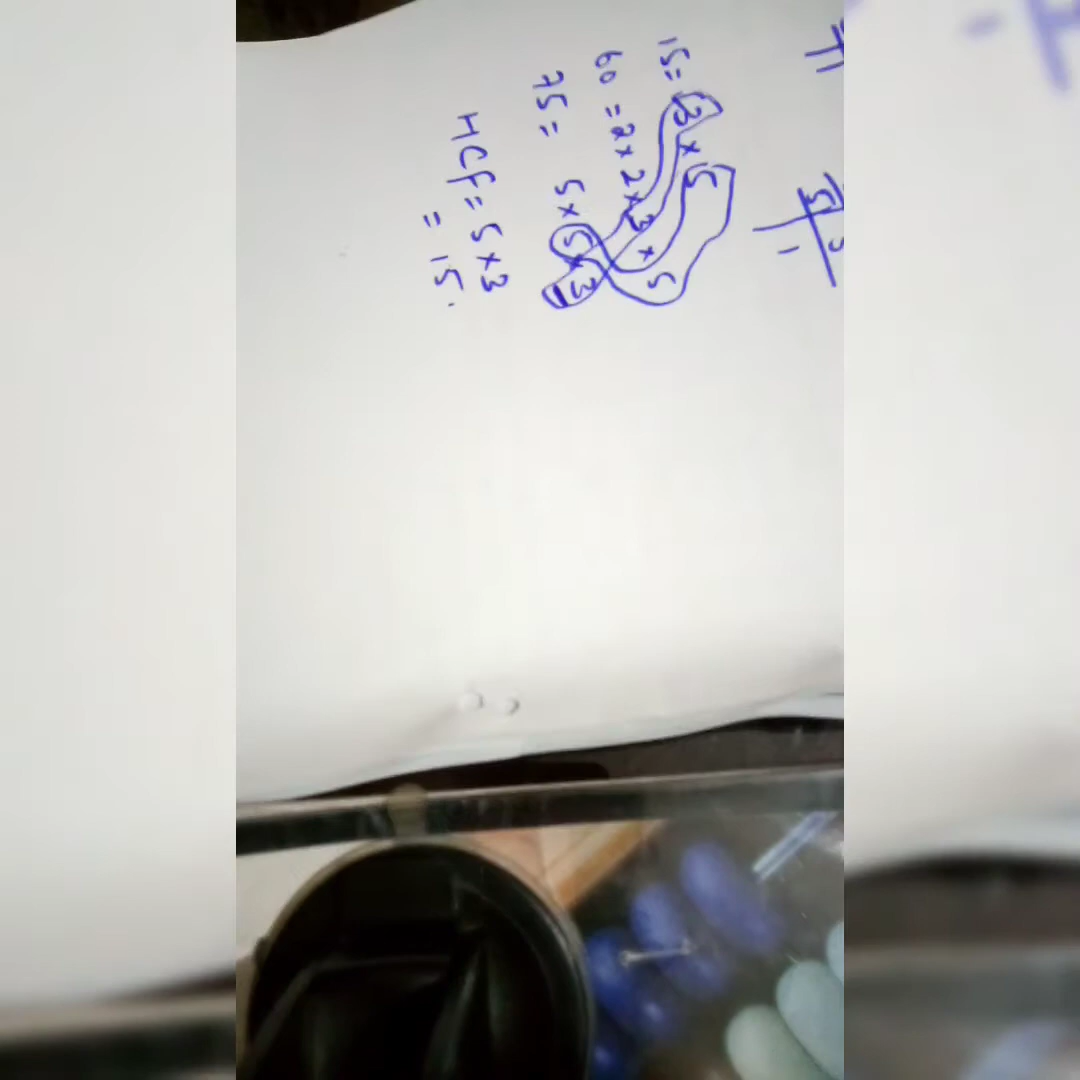 15 = 3 × 5
60 = 2 × 2 × 3 × 5
75 = 5 × 5 × 3
HCF = 5 × 3
= 15.